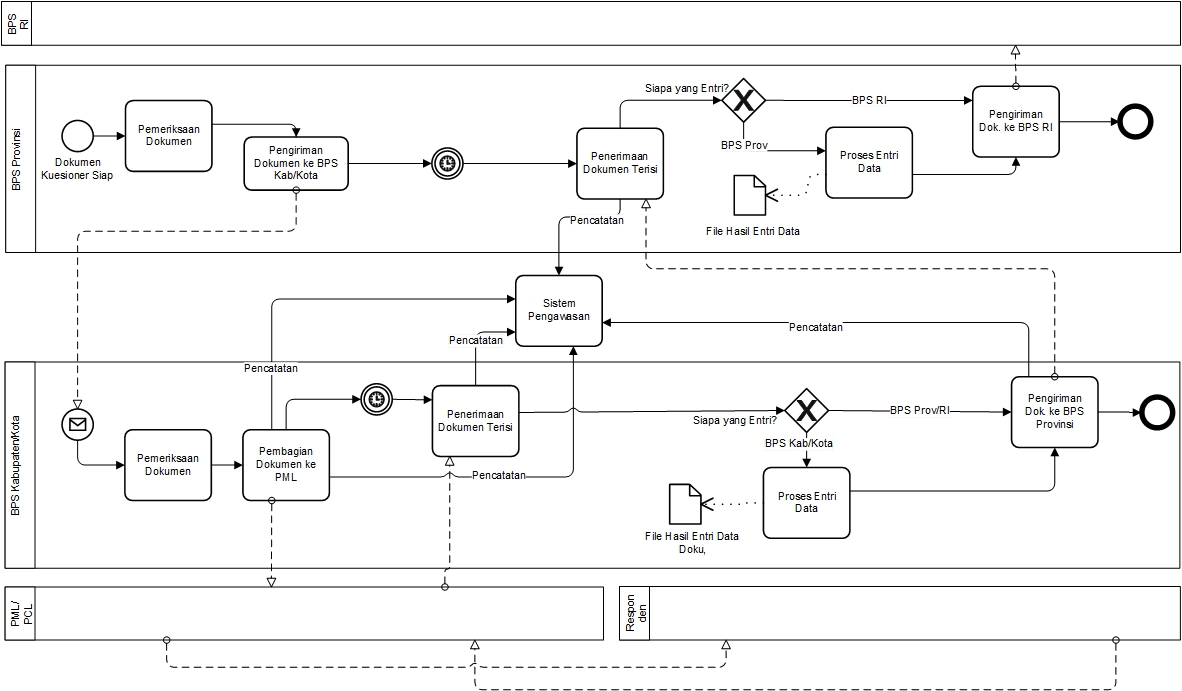 BPS
RI
BPS Provinsi
Dokumen
Kuesioner Siap
Pemeriksaan
Dokumen
Pengiriman
Dokumen ke BPS
Kab/Kota
Penerimaan
Dokumen Terisi
Siapa yang Entri?
BPS RI
BPS Prov
Proses Entri
Data
File Hasil Entri Data
Pengiriman
Dok. ke BPS RI
Pencatatan
Sistem
Pengawasan
Pencatatan
Pencatatan
Pencatatan
BPS Kabupaten/Kota
Pemeriksaan
Dokumen
Pembagian
Dokumen ke
PML
Penerimaan
Dokumen Terisi
Pencatatan
Siapa yang Entri?
BPS Prov/RI
BPS Kab/Kota
Proses Entri
Data
File Hasil Entri Data
Doku,
Pengiriman
Dok. ke BPS
Provinsi
PML/
PCL
Respon
den